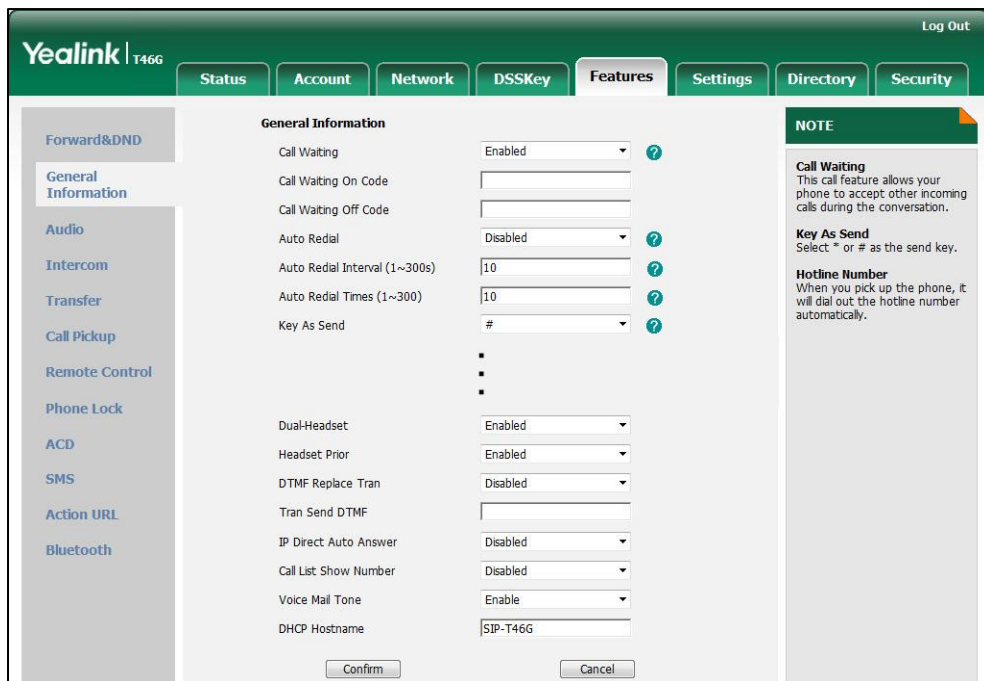 Log Out
Yealink T46G
Status Account Network DSSKey Features Settings Directory Security
Forward&DND
General
Information
Audio
Intercom
Transfer
Call Pickup
Remote Control
Phone Lock
ACD
SMS
Action URL
Bluetooth
General Information
Call Waiting Enabled ?
Call Waiting On Code
Call Waiting Off Code
Auto Redial Disabled ?
Auto Redial Interval (1~300s) 10 ?
Auto Redial Times (1~300) 10 ?
Key As Send # ?
Dual-Headset Enabled
Headset Prior Enabled
DTMF Replace Tran Disabled
Tran Send DTMF
IP Direct Auto Answer Disabled
Call List Show Number Disabled
Voice Mail Tone Enable
DHCP Hostname SIP-T46G
Confirm Cancel
NOTE
Call Waiting
This call feature allows your
phone to accept other incoming
calls during the conversation.
Key As Send
Select * or # as the send key.
Hotline Number
When you pick up the phone, it
will dial out the hotline number
automatically.